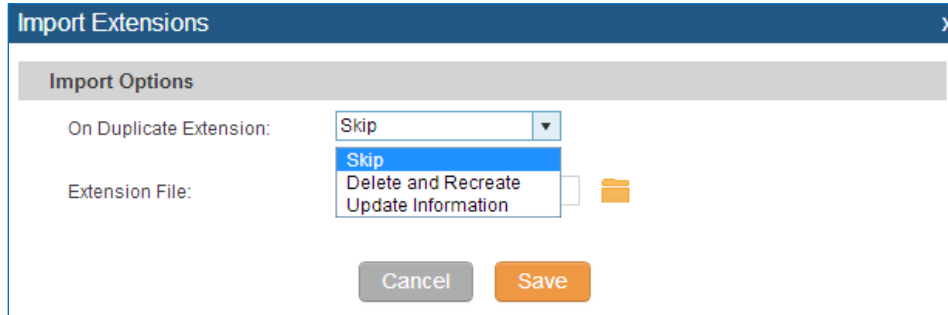 Import Extensions
Import Options
On Duplicate Extension: Skip
Skip
Delete and Recreate
Extension File:
Update Information
Cancel Save